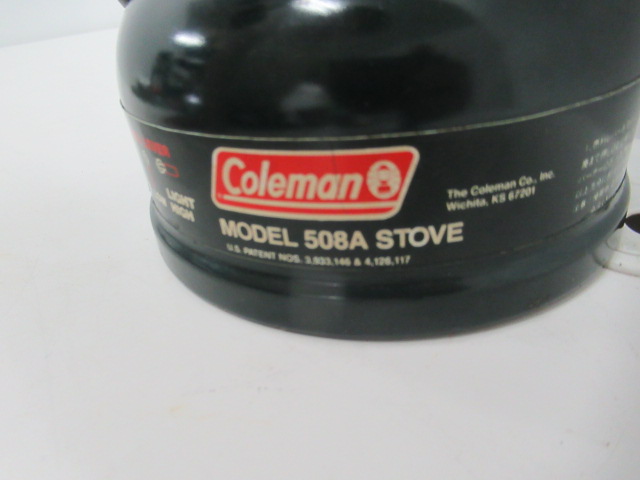 LIGHT
HIGH
Coleman
MODEL 508A STOVE
U.S. PATENT NOS. 3,933,146 & 4,126,117
The Coleman Co., Inc.
Wichita, KS 67201